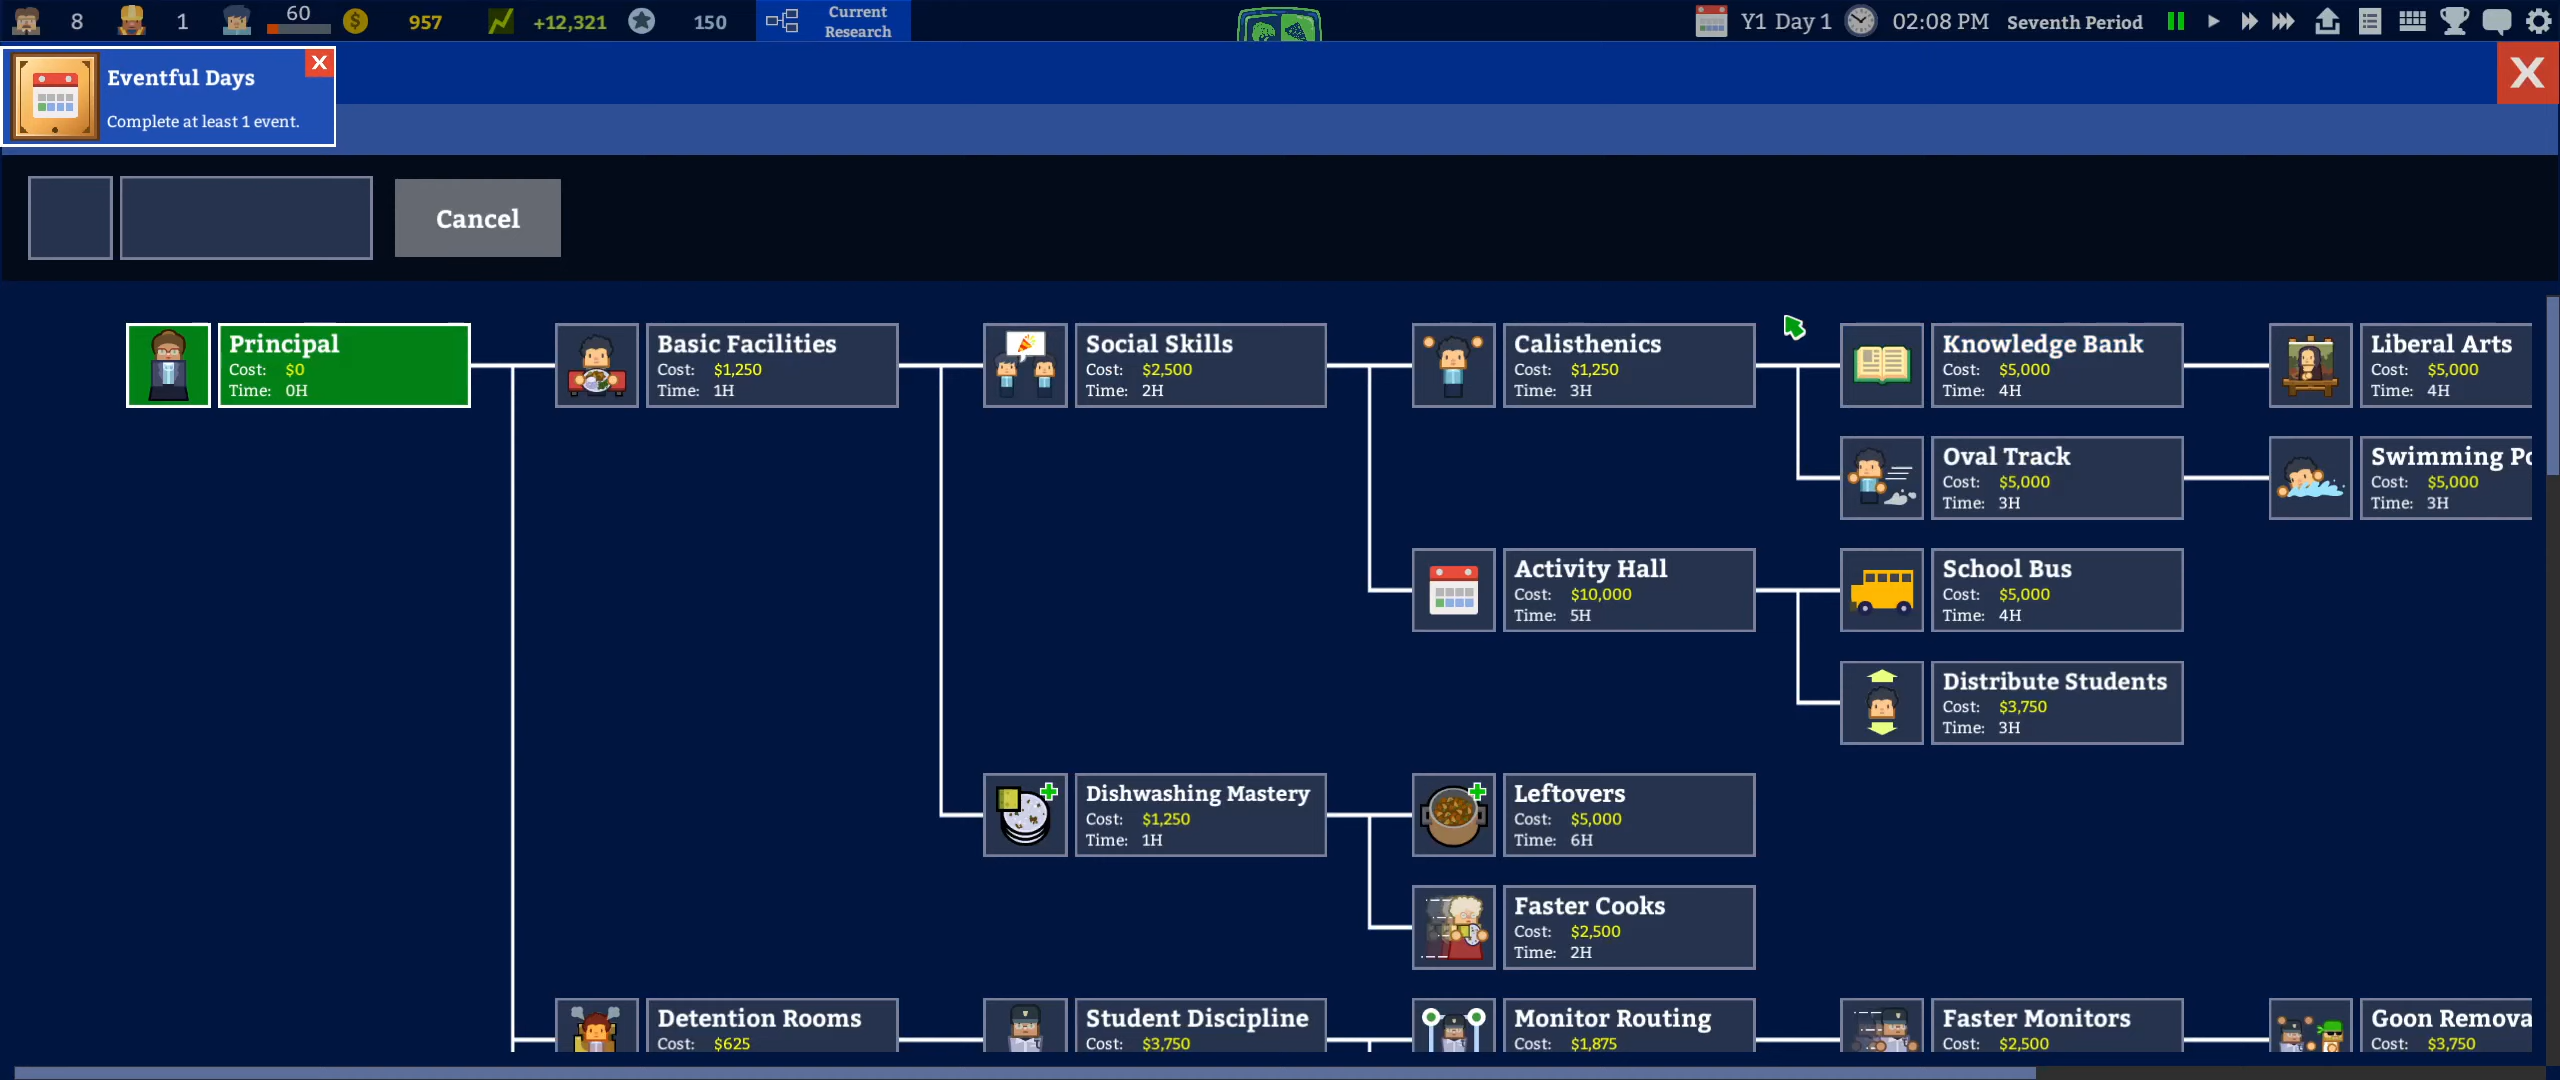 8
1
60
957
+12,321
150
Current
Research
Y1 Day 1
02:08 PM
Seventh Period
Eventful Days
X
Complete at least 1 event.
X
Cancel
Principal
Cost: $0
Time: 0H
Basic Facilities
Cost: $1,250
Time: 1H
Social Skills
Cost: $2,500
Time: 2H
Calisthenics
Cost: $1,250
Time: 3H
Knowledge Bank
Cost: $5,000
Time: 4H
Liberal Arts
Cost: $5,000
Time: 4H
Oval Track
Cost: $5,000
Time: 3H
Swimming Po
Cost: $5,000
Time: 3H
Activity Hall
Cost: $10,000
Time: 5H
School Bus
Cost: $5,000
Time: 4H
Distribute Students
Cost: $3,750
Time: 3H
Dishwashing Mastery
Cost: $1,250
Time: 1H
Leftovers
Cost: $5,000
Time: 6H
Faster Cooks
Cost: $2,500
Time: 2H
Detention Rooms
Cost: $625
Student Discipline
Cost: $3,750
Monitor Routing
Cost: $1,875
Faster Monitors
Cost: $2,500
Goon Remova
Cost: $3,750